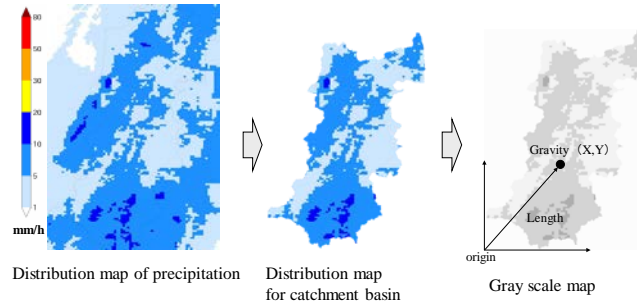 80
50
30
20
10
5
1
mm/h
Gravity (X,Y)
Length
origin
Distribution map of precipitation
Distribution map
for catchment basin
Gray scale map